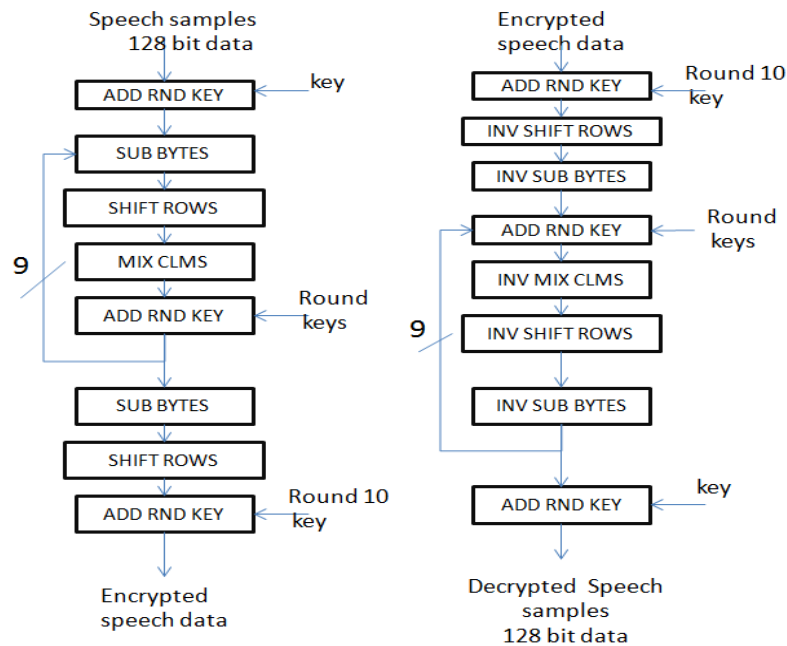 Speech samples
128 bit data
ADD RND KEY
key
SUB BYTES
SHIFT ROWS
9
MIX CLMS
ADD RND KEY
Round
keys
SUB BYTES
SHIFT ROWS
ADD RND KEY
Round 10
key
Encrypted
speech data
Encrypted
speech data
ADD RND KEY
Round 10
key
INV SHIFT ROWS
INV SUB BYTES
ADD RND KEY
Round
keys
INV MIX CLMS
9
INV SHIFT ROWS
INV SUB BYTES
ADD RND KEY
key
Decrypted Speech
samples
128 bit data